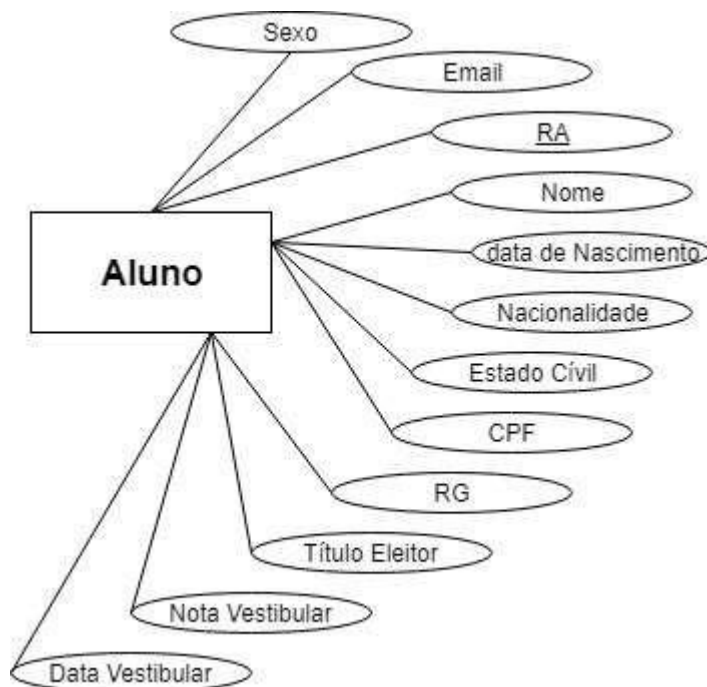 Sexo
Email
RA
Nome
data de Nascimento
Aluno
Nacionalidade
Estado Cívil
CPF
RG
Título Eleitor
Nota Vestibular
Data Vestibular